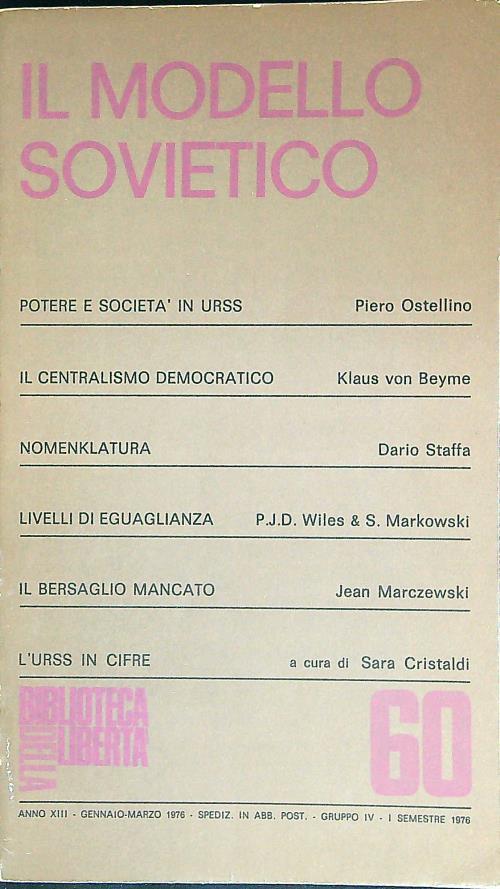 IL MODELLO
SOVIETICO
POTERE E SOCIETA' IN URSS Piero Ostellino
IL CENTRALISMO DEMOCRATICO Klaus von Beyme
NOMENKLATURA Dario Staffa
LIVELLI DI EGUAGLIANZA P.J.D. Wiles & S. Markowski
IL BERSAGLIO MANCATO Jean Marczewski
L'URSS IN CIFRE a cura di Sara Cristaldi
BIBLIOTECA
DELLA
LIBERTA'
60
ANNO XIII - GENNAIO-MARZO 1976 - SPEDIZ. IN ABB. POST. - GRUPPO IV - I SEMESTRE 1976